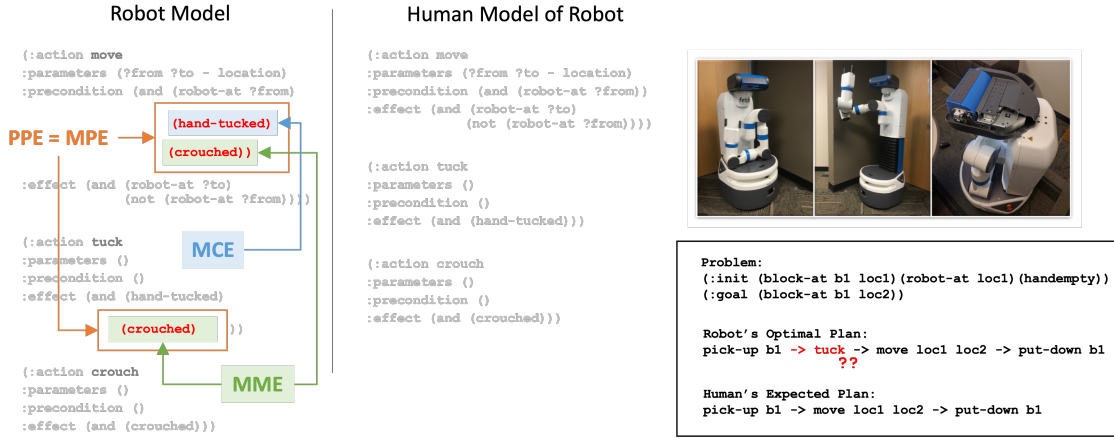 Robot Model
(:action move
:parameters (?from ?to - location)
:precondition (and (robot-at ?from)
(hand-tucked)
PPE = MPE
(crouched))
:effect (and (robot-at ?to)
(not (robot-at ?from))))
MCE
(:action tuck
:parameters ()
:precondition ()
:effect (and (hand-tucked)
(crouched) ))
(:action crouch
MME
:parameters ()
:precondition ()
:effect (and (crouched)))
Human Model of Robot
(:action move
:parameters (?from ?to - location)
:precondition (and (robot-at ?from))
:effect (and (robot-at ?to)
(not (robot-at ?from))))
(:action tuck
:parameters ()
:precondition ()
:effect (and (hand-tucked)))
(:action crouch
:parameters ()
:precondition ()
:effect (and (crouched)))
fetch
Problem:
(:init (block-at b1 loc1)(robot-at loc1)(handempty))
(:goal (block-at b1 loc2))
Robot's Optimal Plan:
pick-up b1 -> tuck -> move loc1 loc2 -> put-down b1
??
Human's Expected Plan:
pick-up b1 -> move loc1 loc2 -> put-down b1